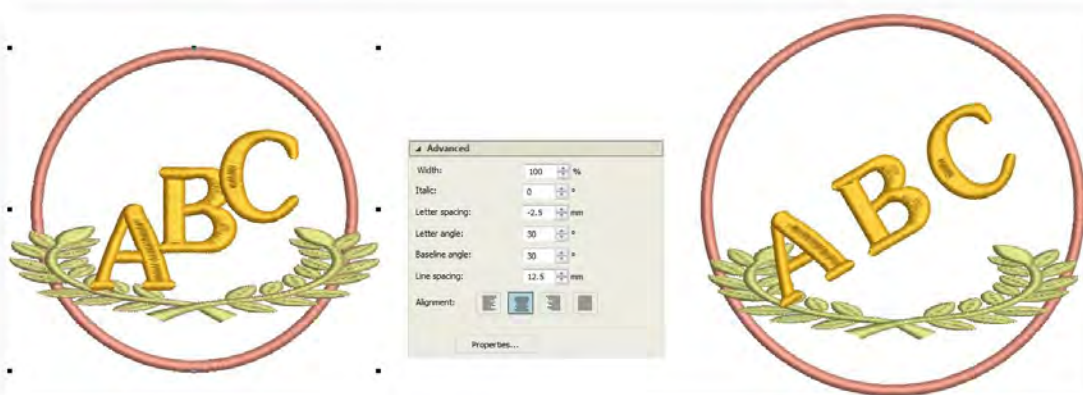 ABC
Advanced
Width: 100 %
Italic: 0 °
Letter spacing: -2.5 mm
Letter angle: 30 °
Baseline angle: 30 °
Line spacing: 12.5 mm
Alignment:
Properties...
ABC